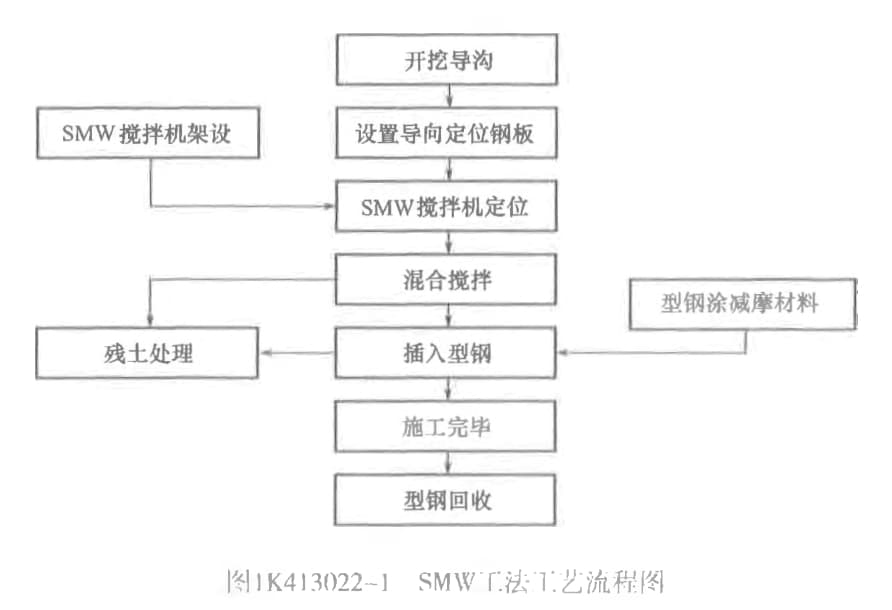 开挖导沟
SMW搅拌机架设
设置导向定位钢板
SMW搅拌机定位
混合搅拌
型钢涂减摩材料
残土处理
插入型钢
施工完毕
型钢回收
图1K413022-1 SMW工法工艺流程图